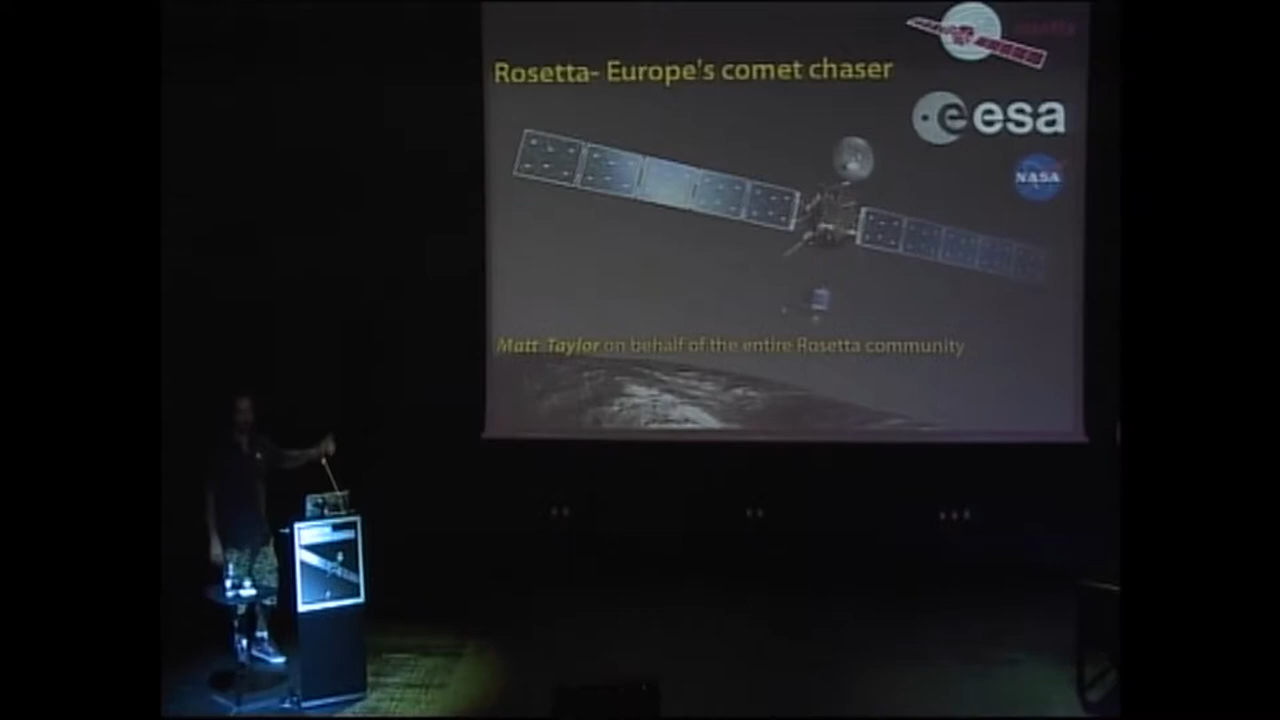 Rosetta- Europe's comet chaser
esa
NASA
Matt Taylor on behalf of the entire Rosetta community